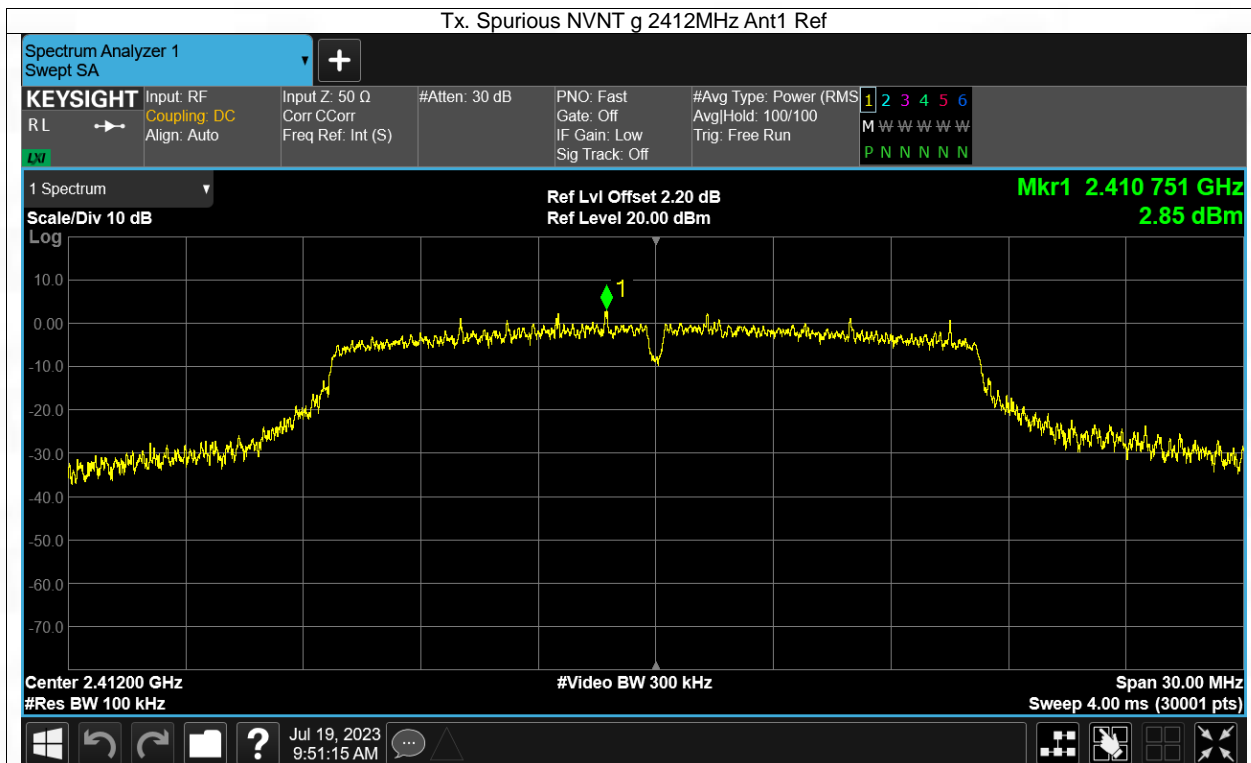 Tx. Spurious NVNT g 2412MHz Ant1 Ref
Spectrum Analyzer 1
Swept SA
KEYSIGHT
RL
LXI
Input: RF
Coupling: DC
Align: Auto
Input Z: 50 Ω
Corr CCorr
Freq Ref: Int (S)
#Atten: 30 dB
PNO: Fast
Gate: Off
IF Gain: Low
Sig Track: Off
#Avg Type: Power (RMS
Avg|Hold: 100/100
Trig: Free Run
1 2 3 4 5 6
M W W W W W
P N N N N N
1 Spectrum
Scale/Div 10 dB
Ref Lvl Offset 2.20 dB
Ref Level 20.00 dBm
Mkr1 2.410 751 GHz
2.85 dBm
Log
10.0
0.00
-10.0
-20.0
-30.0
-40.0
-50.0
-60.0
-70.0
1
Center 2.41200 GHz
#Res BW 100 kHz
#Video BW 300 kHz
Span 30.00 MHz
Sweep 4.00 ms (30001 pts)
?
Jul 19, 2023
9:51:15 AM